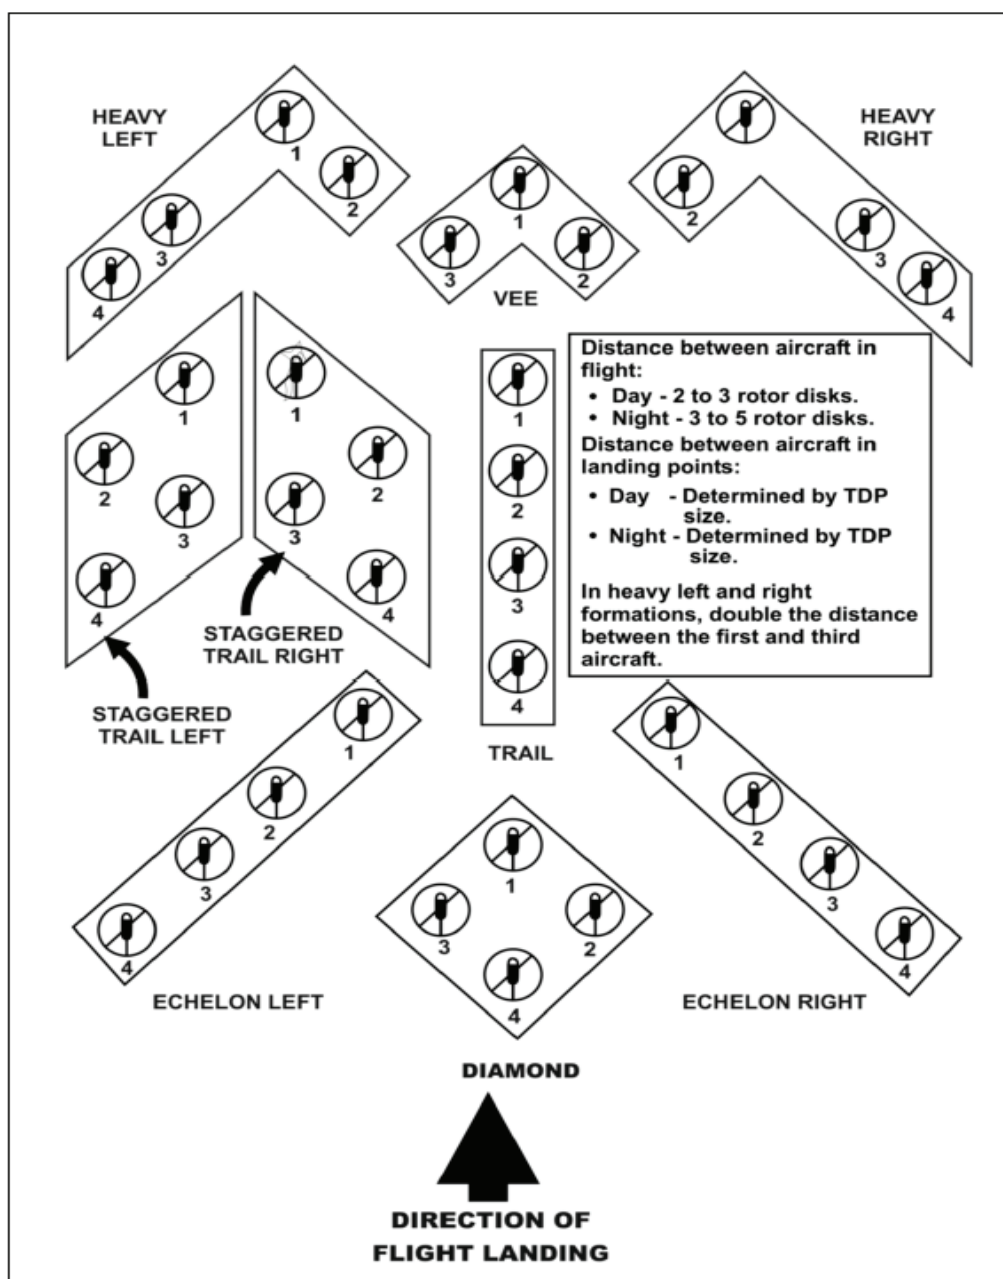 HEAVY
LEFT
1
2
3
4
HEAVY
RIGHT
2
3
4
1
3
2
VEE
1
2
3
4
STAGGERED
TRAIL LEFT
1
2
3
4
STAGGERED
TRAIL RIGHT
1
2
3
4
TRAIL
Distance between aircraft in
flight:
• Day - 2 to 3 rotor disks.
• Night - 3 to 5 rotor disks.
Distance between aircraft in
landing points:
• Day - Determined by TDP
size.
• Night - Determined by TDP
size.
In heavy left and right
formations, double the distance
between the first and third
aircraft.
1
2
3
4
ECHELON LEFT
1
3
2
4
DIAMOND
1
2
3
4
ECHELON RIGHT
DIRECTION OF
FLIGHT LANDING